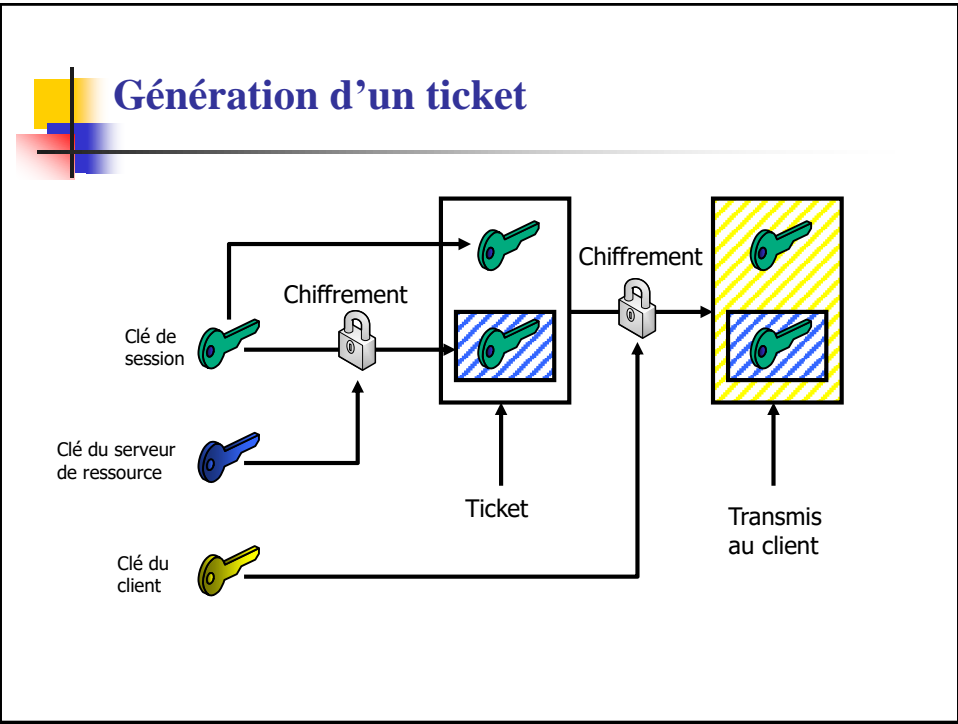 Génération d’un ticket
Chiffrement
Chiffrement
Clé de
session
Clé du serveur
de ressource
Ticket
Transmis
au client
Clé du
client